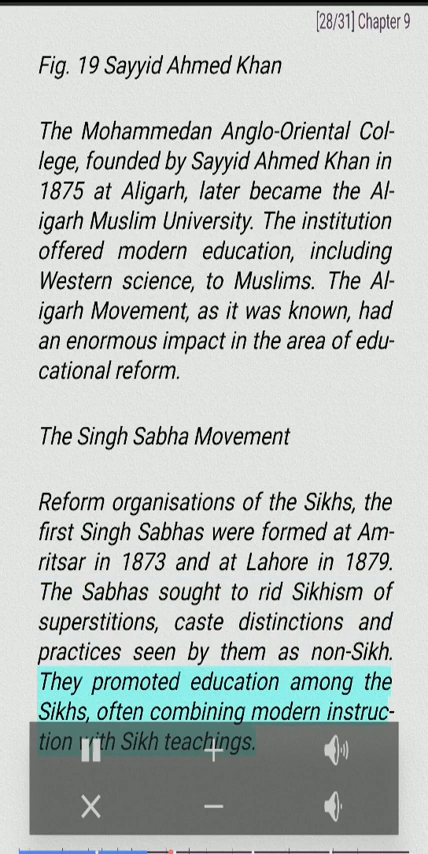 [28/31] Chapter 9
Fig. 19 Sayyid Ahmed Khan
The Mohammedan Anglo-Oriental Col-
lege, founded by Sayyid Ahmed Khan in
1875 at Aligarh, later became the Al-
igarh Muslim University. The institution
offered modern education, including
Western science, to Muslims. The Al-
igarh Movement, as it was known, had
an enormous impact in the area of edu-
cational reform.
The Singh Sabha Movement
Reform organisations of the Sikhs, the
first Singh Sabhas were formed at Am-
ritsar in 1873 and at Lahore in 1879.
The Sabhas sought to rid Sikhism of
superstitions, caste distinctions and
practices seen by them as non-Sikh.
They promoted education among the
Sikhs, often combining modern instruc-
tion with Sikh teachings.